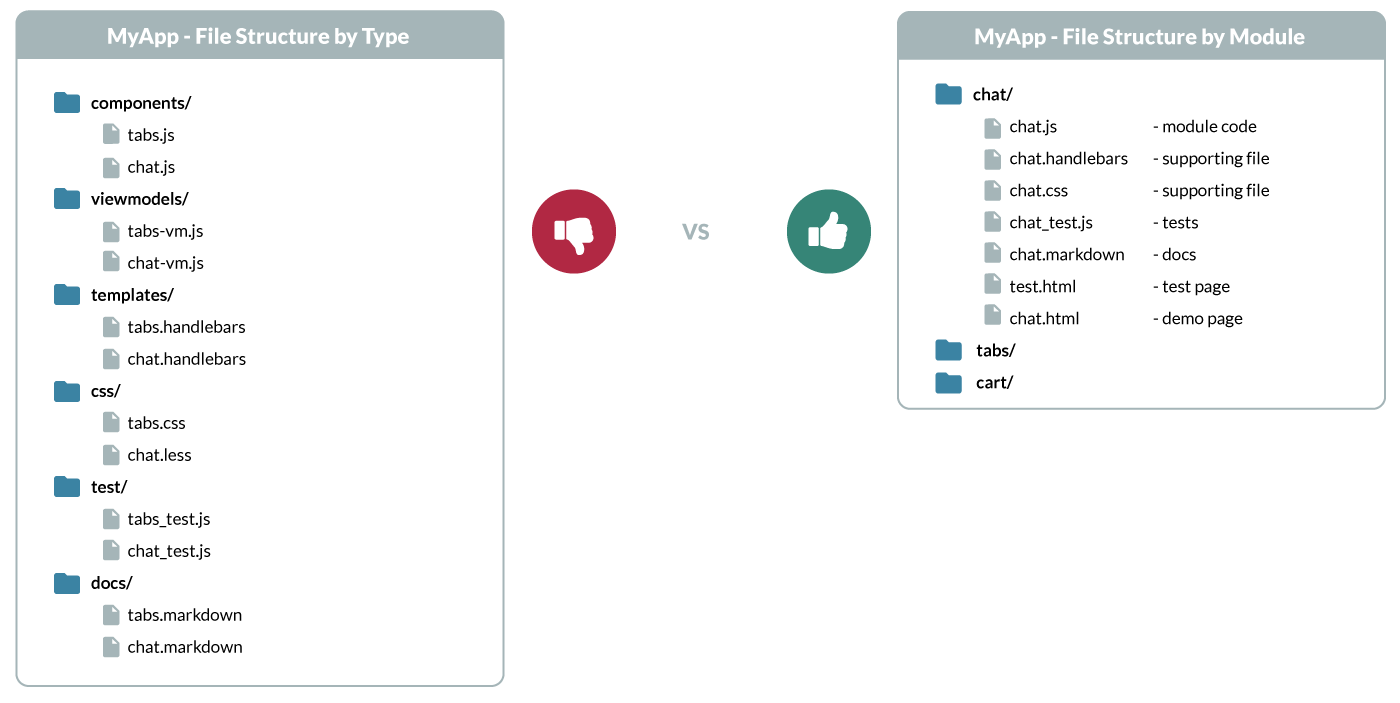 MyApp - File Structure by Type
components/
tabs.js
chat.js
viewmodels/
tabs-vm.js
chat-vm.js
templates/
tabs.handlebars
chat.handlebars
css/
tabs.css
chat.less
test/
tabs_test.js
chat_test.js
docs/
tabs.markdown
chat.markdown
VS
MyApp - File Structure by Module
chat/
chat.js - module code
chat.handlebars - supporting file
chat.css - supporting file
chat_test.js - tests
chat.markdown - docs
test.html - test page
chat.html - demo page
tabs/
cart/